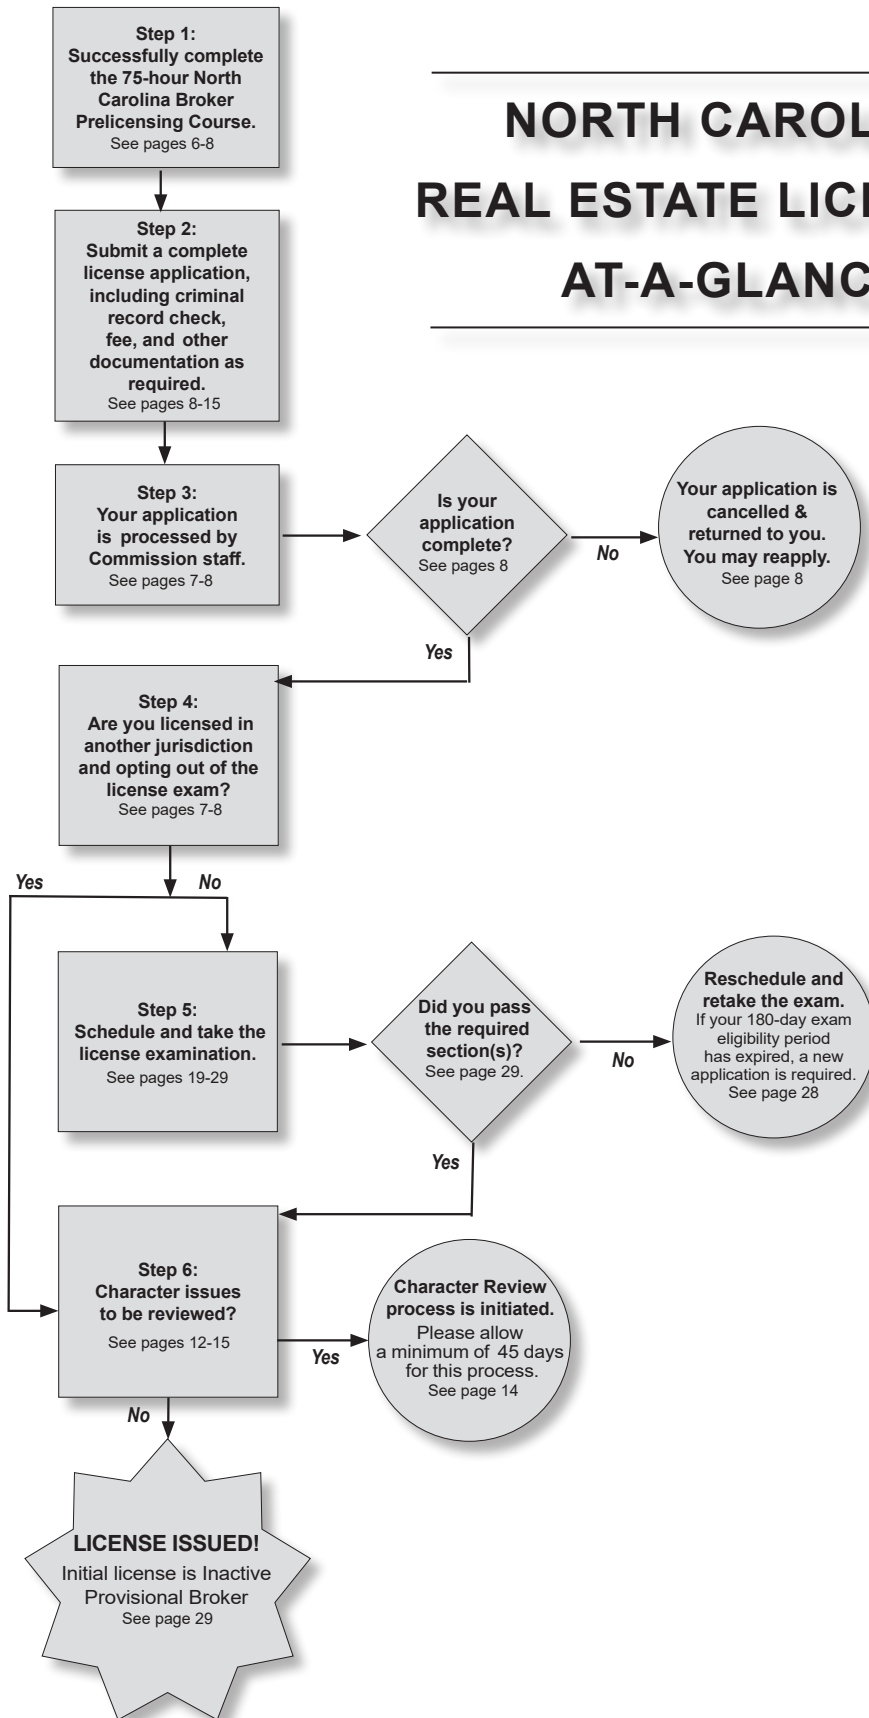 Step 1:
Successfully complete
the 75-hour North
Carolina Broker
Prelicensing Course.
See pages 6-8
NORTH CAROL
REAL ESTATE LIC
AT-A-GLANC
Step 2:
Submit a complete
license application,
including criminal
record check,
fee, and other
documentation as
required.
See pages 8-15
Step 3:
Your application
is processed by
Commission staff.
See pages 7-8
Is your
application
complete?
See pages 8
No
Your application is
cancelled &
returned to you.
You may reapply.
See page 8
Yes
Step 4:
Are you licensed in
another jurisdiction
and opting out of the
license exam?
See pages 7-8
Yes
No
Step 5:
Schedule and take the
license examination.
See pages 19-29
Did you pass
the required
section(s)?
See page 29.
No
Reschedule and
retake the exam.
If your 180-day exam
eligibility period
has expired, a new
application is required.
See page 28
Yes
Step 6:
Character issues
to be reviewed?
See pages 12-15
Yes
Character Review
process is initiated.
Please allow
a minimum of 45 days
for this process.
See page 14
No
LICENSE ISSUED!
Initial license is Inactive
Provisional Broker
See page 29